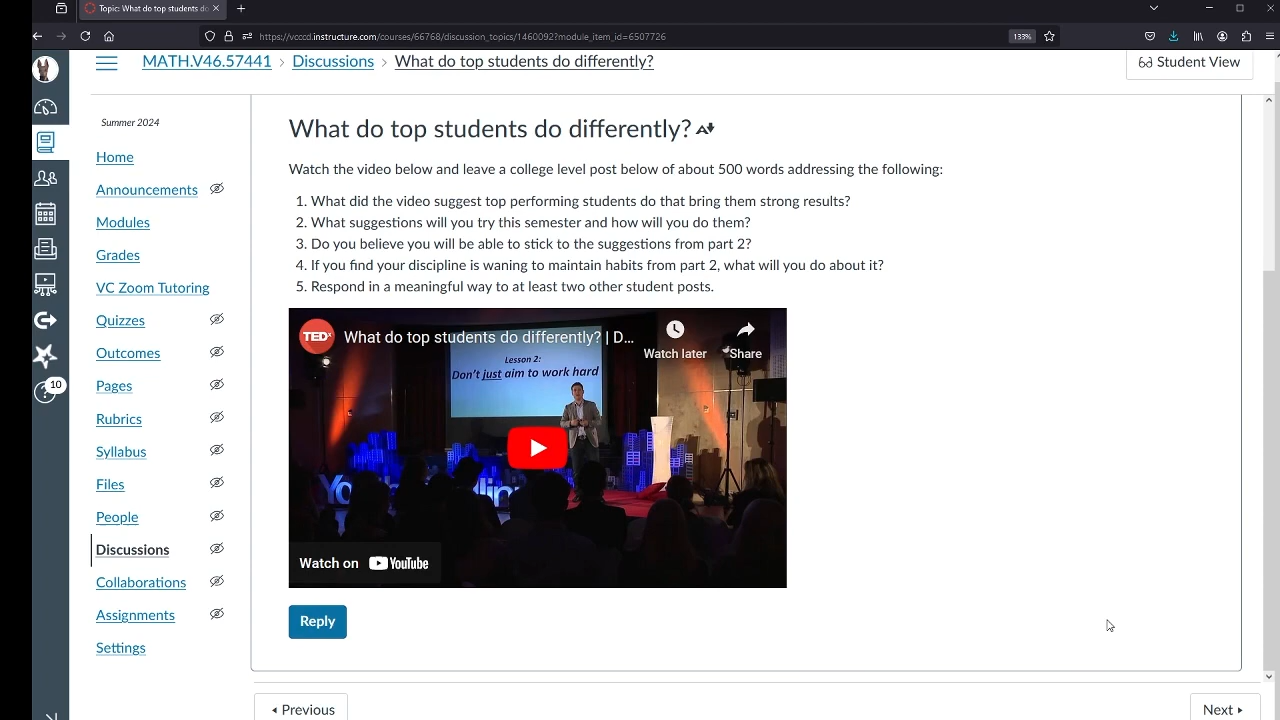 Topic: What do top students do
https://vcccd.instructure.com/courses/66768/discussion_topics/1460092?module_item_id=6507726
133%
MATH.V46.57441 › Discussions › What do top students do differently?
Student View
Summer 2024
Home
Announcements
Modules
Grades
VC Zoom Tutoring
Quizzes
Outcomes
Pages
Rubrics
Syllabus
Files
People
Discussions
Collaborations
Assignments
Settings
10
What do top students do differently?
Watch the video below and leave a college level post below of about 500 words addressing the following:
1. What did the video suggest top performing students do that bring them strong results?
2. What suggestions will you try this semester and how will you do them?
3. Do you believe you will be able to stick to the suggestions from part 2?
4. If you find your discipline is waning to maintain habits from part 2, what will you do about it?
5. Respond in a meaningful way to at least two other student posts.
TEDx
What do top students do differently? | D...
Watch later
Share
Lesson 2:
Don't just aim to work hard
Watch on YouTube
Reply
Previous
Next